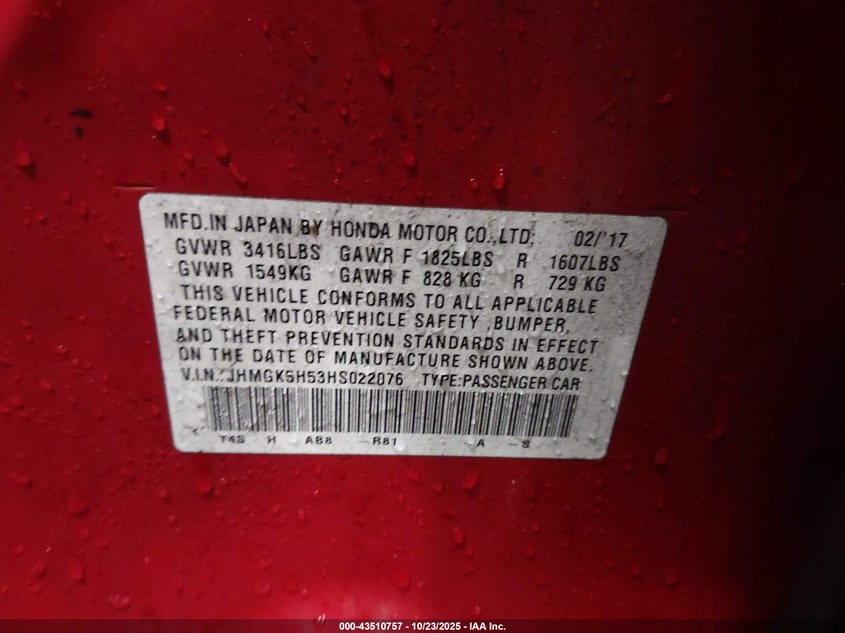 MFD.IN JAPAN BY HONDA MOTOR CO.,LTD, 02/'17
GVWR 3416LBS GAWR F 1825LBS R 1607LBS
GVWR 1549KG GAWR F 828 KG R 729 KG
THIS VEHICLE CONFORMS TO ALL APPLICABLE
FEDERAL MOTOR VEHICLE SAFETY ,BUMPER,
AND THEFT PREVENTION STANDARDS IN EFFECT
ON THE DATE OF MANUFACTURE SHOWN ABOVE.
V.I.N.:JHMGK5H53HS022076 TYPE:PASSENGER CAR
T4S H AB8 -R81 -A -S
000-43510757 - 10/23/2025 - IAA Inc.